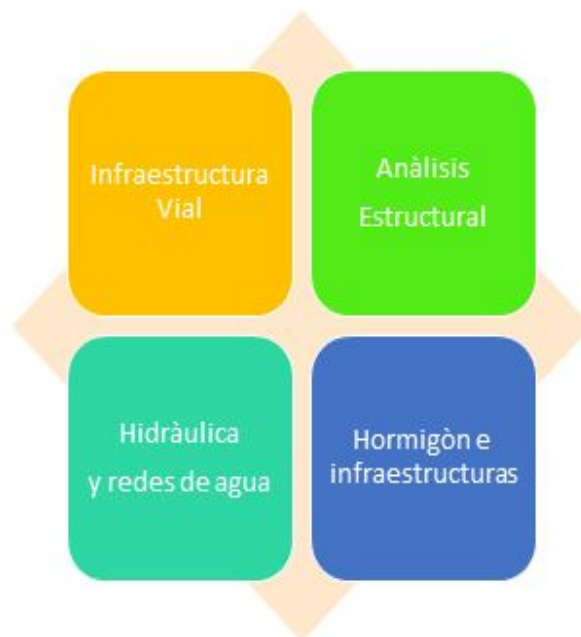 Infraestructura
Vial
Anàlisis
Estructural
Hidràulica
y redes de agua
Hormigòn e
infraestructuras